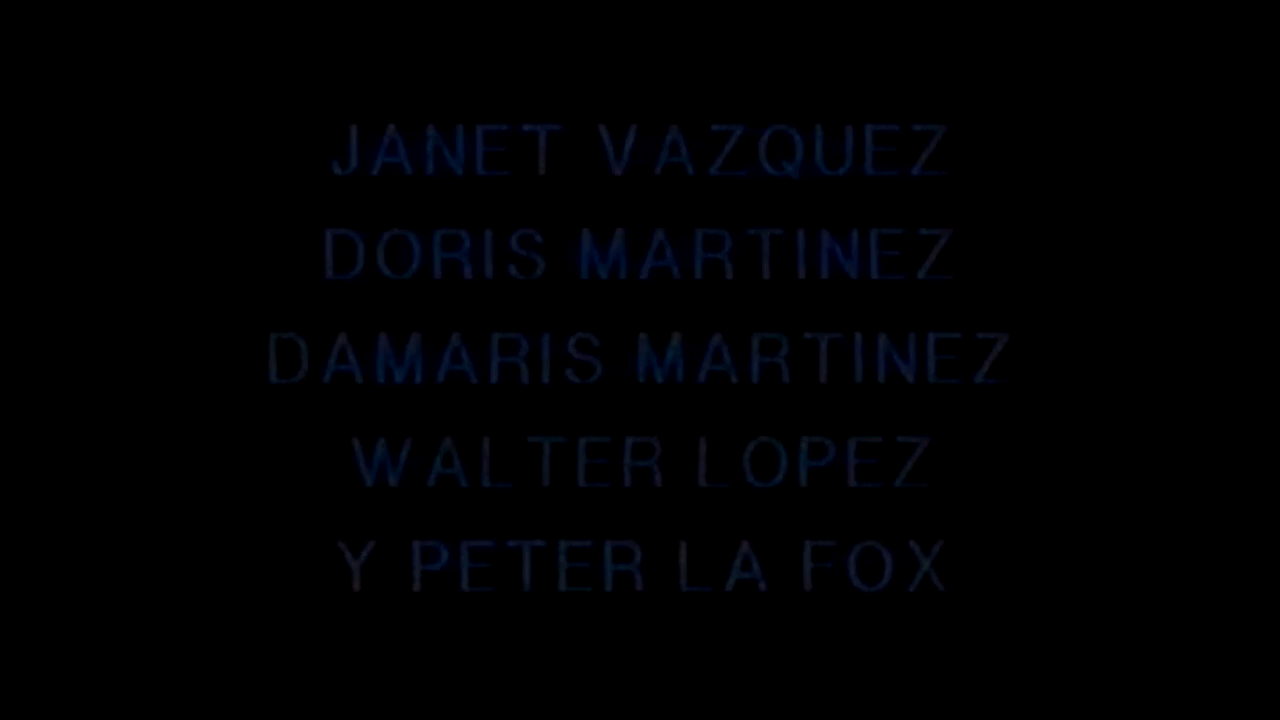 JANET VAZQUEZ
DORIS MARTINEZ
DAMARIS MARTINEZ
WALTER LOPEZ
Y PETER LA FOX